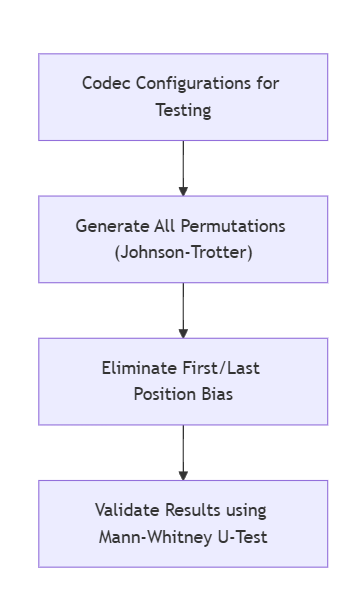 Codec Configurations for
Testing
Generate All Permutations
(Johnson-Trotter)
Eliminate First/Last
Position Bias
Validate Results using
Mann-Whitney U-Test